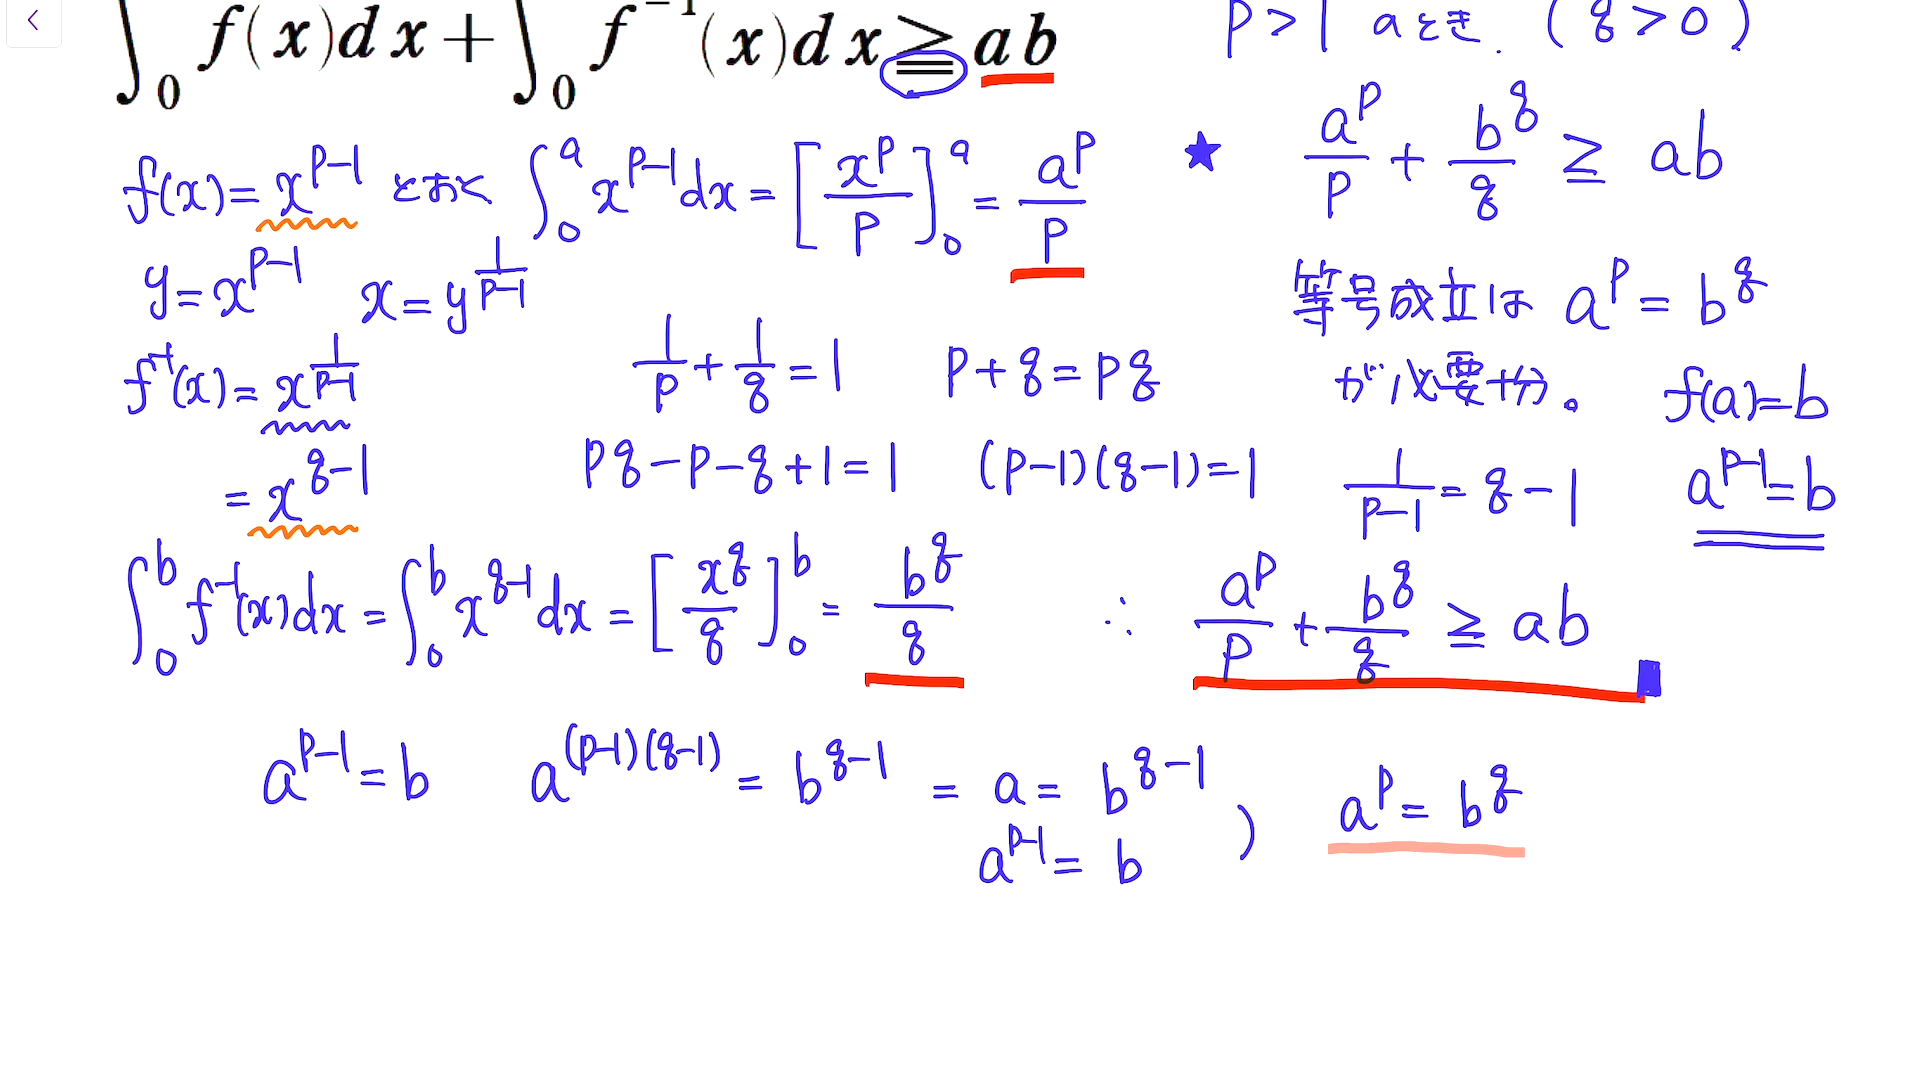 ∫₀ f(x)dx + ∫₀ f⁻¹(x)dx ≧ ab
p>1 のとき. (q>0)
★ a^p/p + b^q/q ≧ ab
f(x)=x^(p-1) とおく ∫₀^a x^(p-1)dx = [x^p/p]₀^a = a^p/p
y=x^(p-1) x=y^(1/(p-1))
等号成立は a^p = b^q
が必要十分。 f(a)=b
f⁻¹(x)=x^(1/(p-1)) 1/p + 1/q = 1 p+q=pq
=x^(q-1) pq-p-q+1=1 (p-1)(q-1)=1 1/(p-1)=q-1 a^(p-1)=b
∫₀^b f⁻¹(x)dx = ∫₀^b x^(q-1)dx = [x^q/q]₀^b = b^q/q ∴ a^p/p + b^q/q ≧ ab
a^(p-1)=b a^((p-1)(q-1)) = b^(q-1) = a = b^(q-1)
a^(p-1) = b ) a^p = b^q